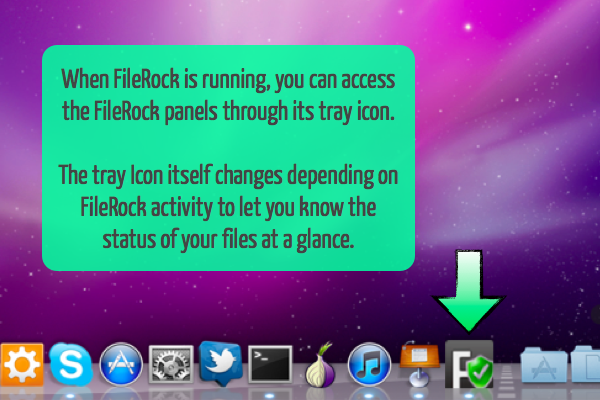 When FileRock is running, you can access
the FileRock panels through its tray icon.
The tray Icon itself changes depending on
FileRock activity to let you know the
status of your files at a glance.